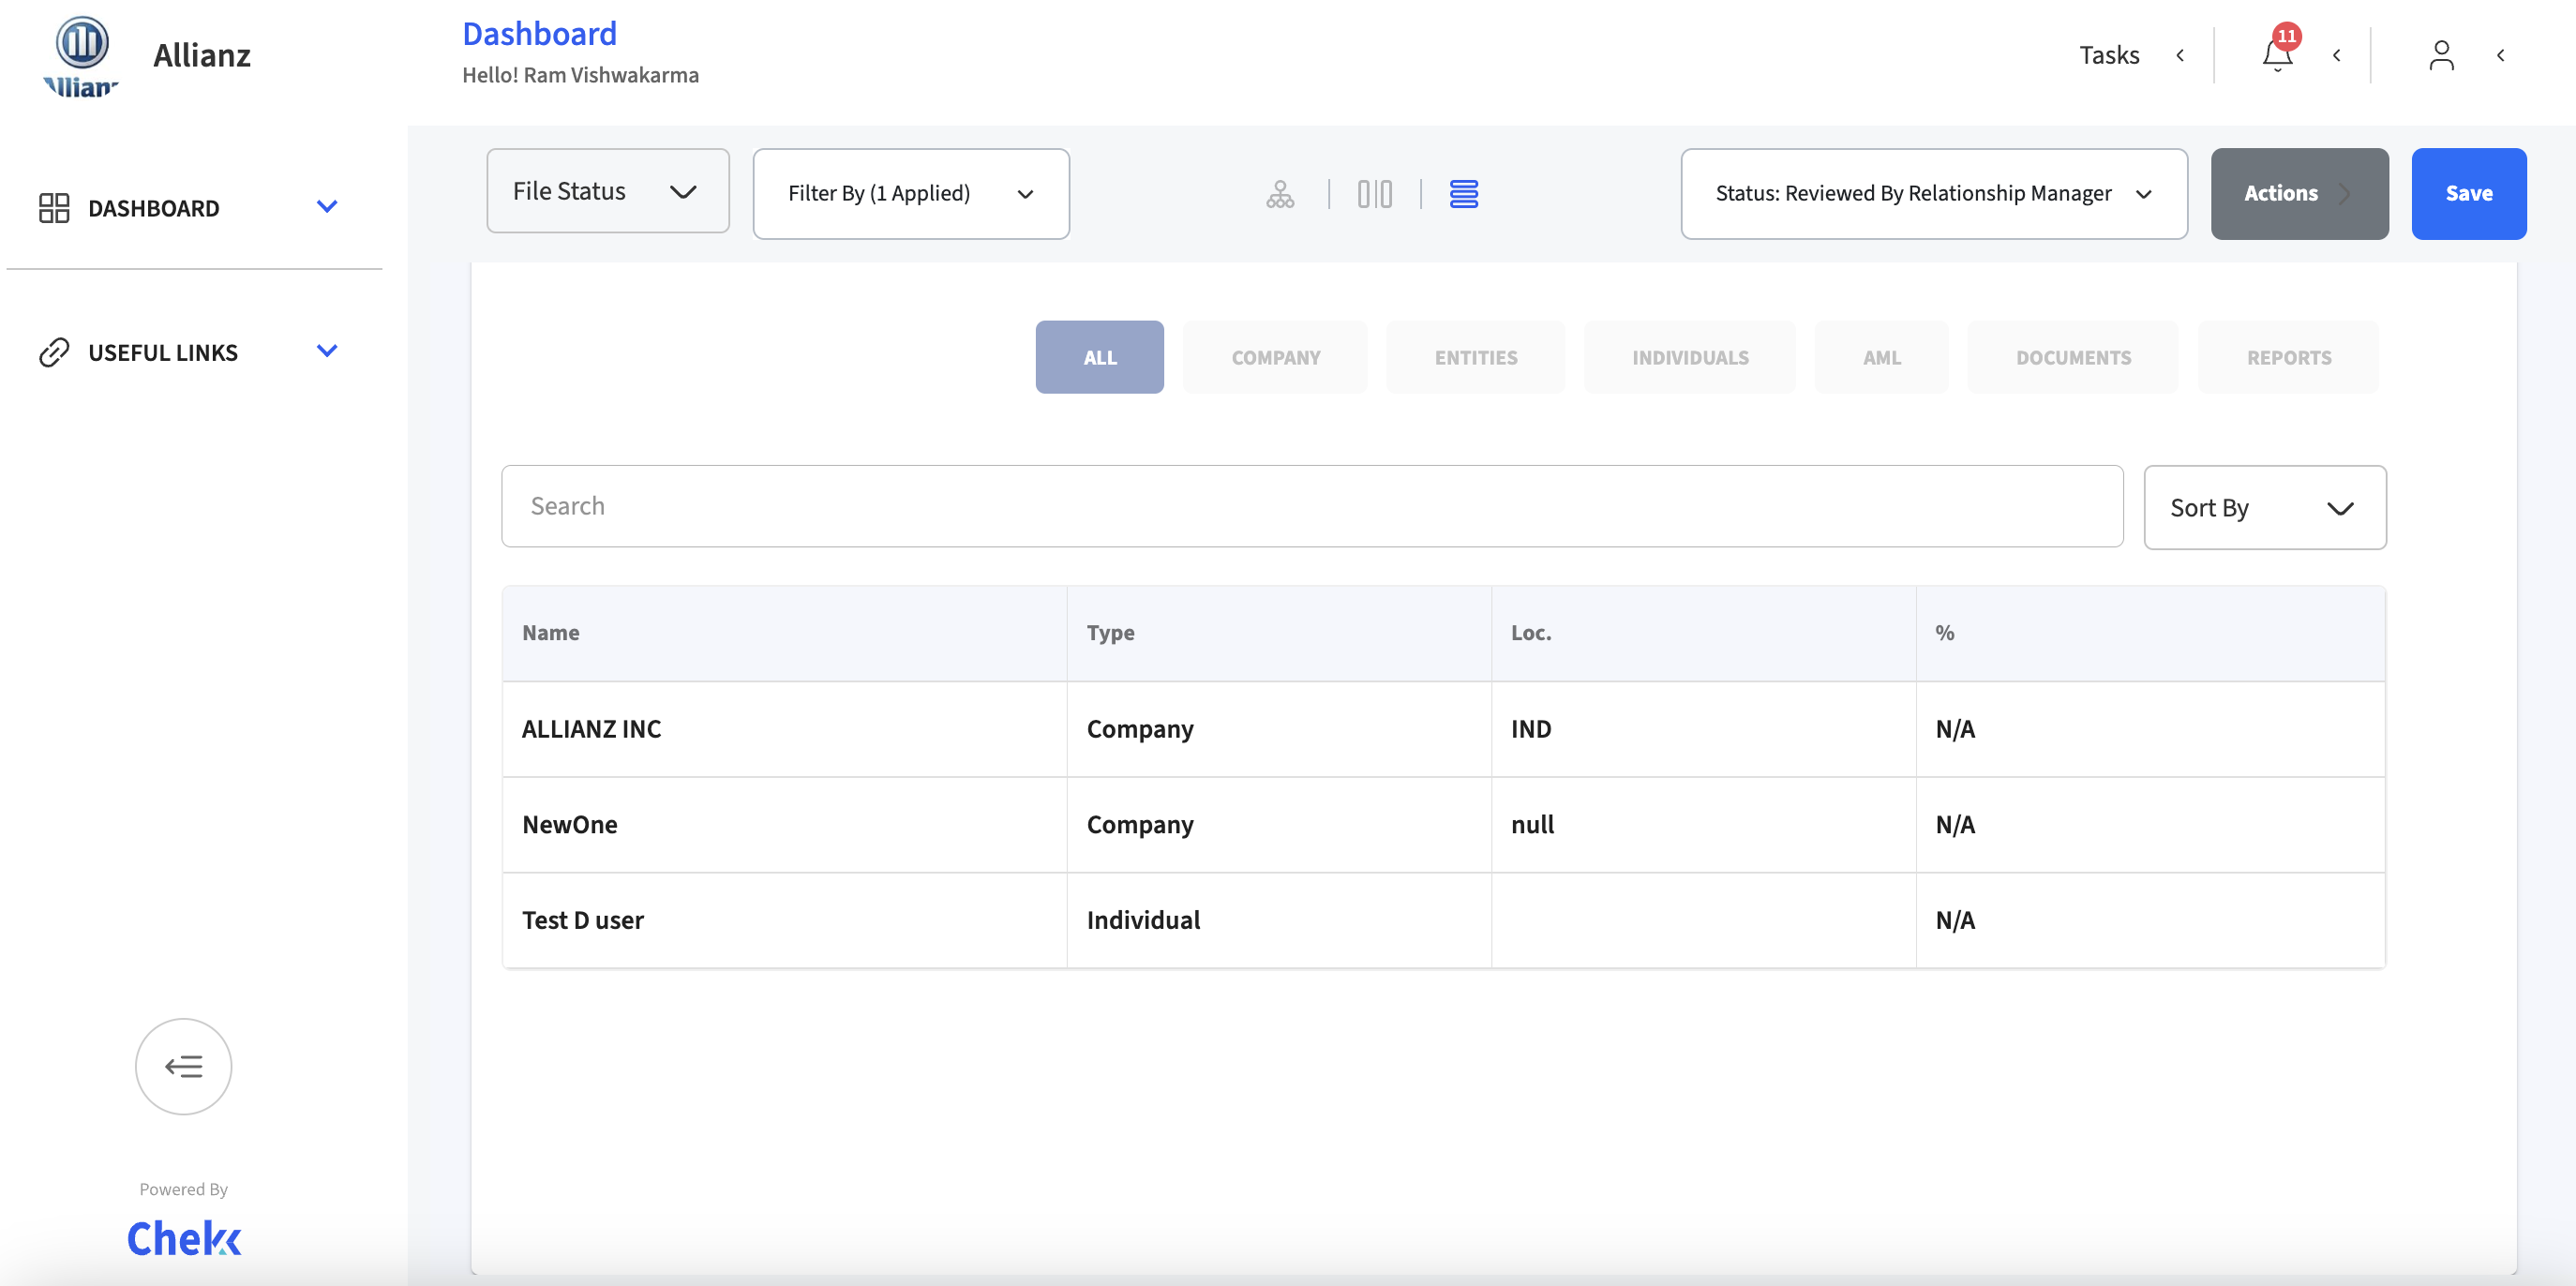 Allianz
Allianz
Dashboard
Hello! Ram Vishwakarma
Tasks
11
DASHBOARD
USEFUL LINKS
File Status
Filter By (1 Applied)
Status: Reviewed By Relationship Manager
Actions
Save
ALL
COMPANY
ENTITIES
INDIVIDUALS
AML
DOCUMENTS
REPORTS
Search
Sort By
Name Type Loc. %
ALLIANZ INC Company IND N/A
NewOne Company null N/A
Test D user Individual N/A
Powered By
Chekk